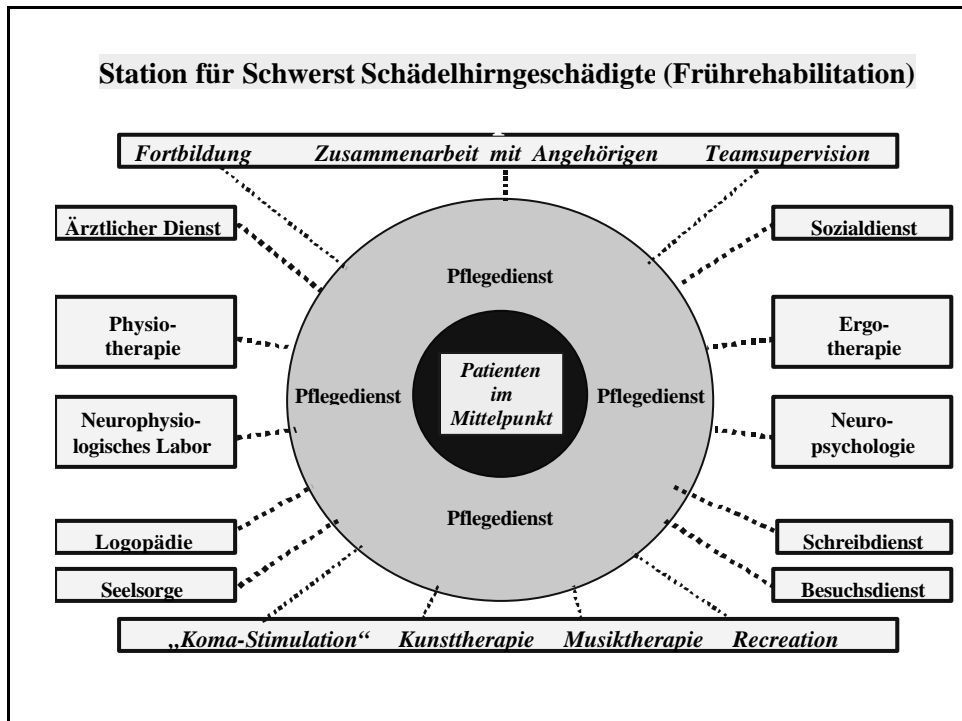 Station für Schwerst Schädelhirngeschädigte (Frührehabilitation)
Fortbildung Zusammenarbeit mit Angehörigen Teamsupervision
Ärztlicher Dienst
Sozialdienst
Pflegedienst
Physio-
therapie
Ergo-
therapie
Pflegedienst
Patienten
im
Mittelpunkt
Pflegedienst
Neurophysio-
logisches Labor
Neuro-
psychologie
Pflegedienst
Logopädie
Schreibdienst
Seelsorge
Besuchsdienst
„Koma-Stimulation“ Kunsttherapie Musiktherapie Recreation